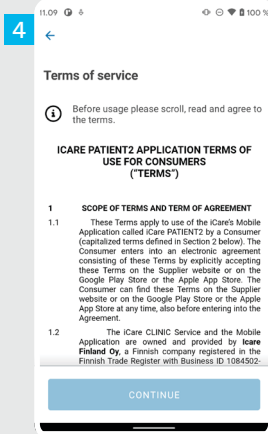 4
11.09
100 %
Terms of service
Before usage please scroll, read and agree to
the terms.
ICARE PATIENT2 APPLICATION TERMS OF
USE FOR CONSUMERS
("TERMS")
1 SCOPE OF TERMS AND TERM OF AGREEMENT
1.1 These Terms apply to use of the iCare's Mobile
Application called iCare PATIENT2 by a Consumer
(capitalized terms defined in Section 2 below). The
Consumer enters into an electronic agreement
consisting of these Terms by explicitly accepting
these Terms on the Supplier website or on the
Google Play Store or the Apple App Store. The
Consumer can find these Terms on the Supplier
website or on the Google Play Store or the Apple
App Store at any time, also before entering into the
Agreement.
1.2 The iCare CLINIC Service and the Mobile
Application are owned and provided by Icare
Finland Oy, a Finnish company registered in the
Finnish Trade Register with Business ID 1084502-
CONTINUE